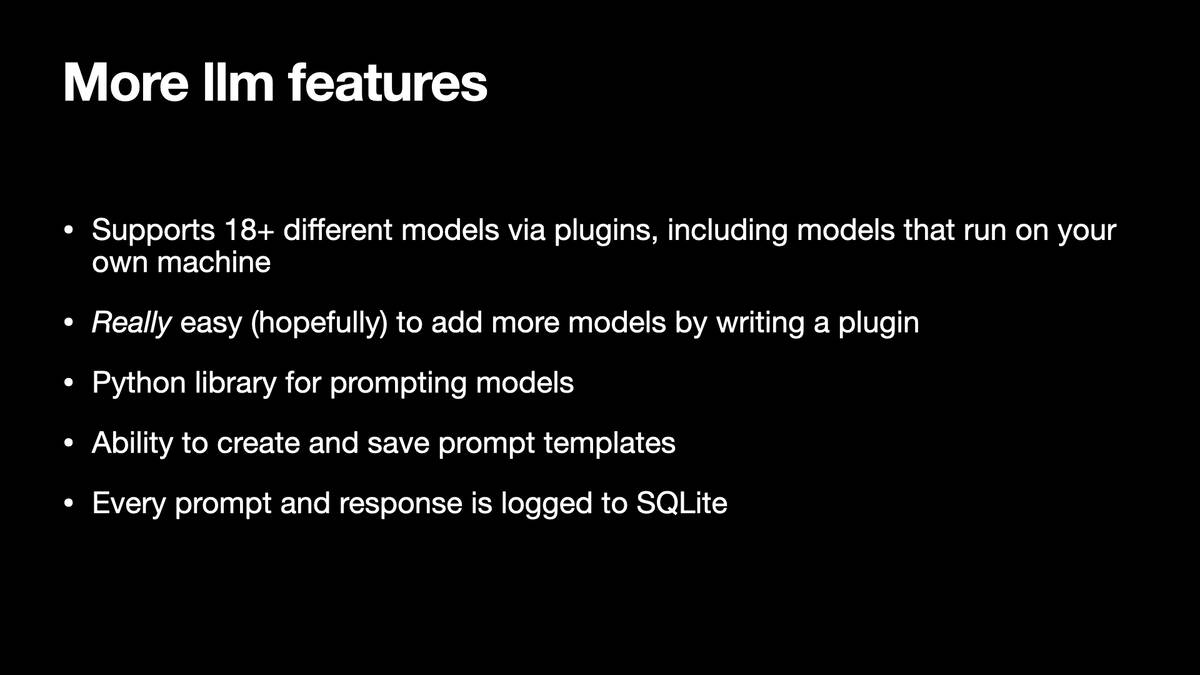 More llm features
• Supports 18+ different models via plugins, including models that run on your
own machine
• Really easy (hopefully) to add more models by writing a plugin
• Python library for prompting models
• Ability to create and save prompt templates
• Every prompt and response is logged to SQLite